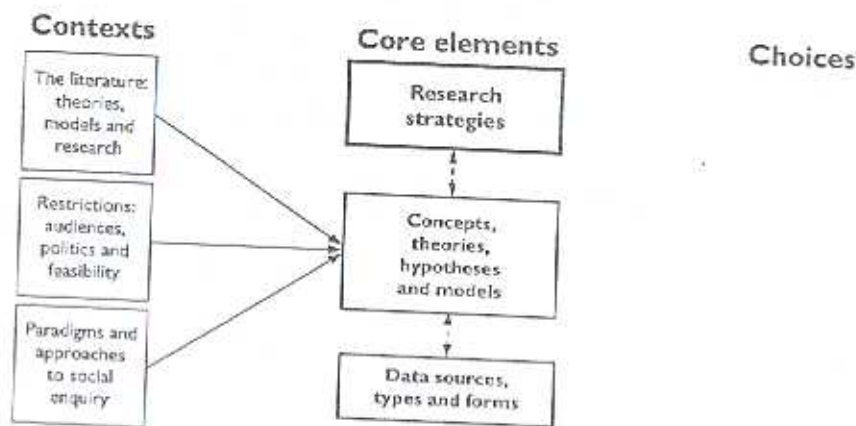 Contexts
The literature:
theories,
models and
research
Restrictions:
audiences,
politics and
feasibility
Paradigms and
approaches
to social
enquiry
Core elements
Research
strategies
Concepts,
theories,
hypotheses
and models
Data sources,
types and forms
Choices